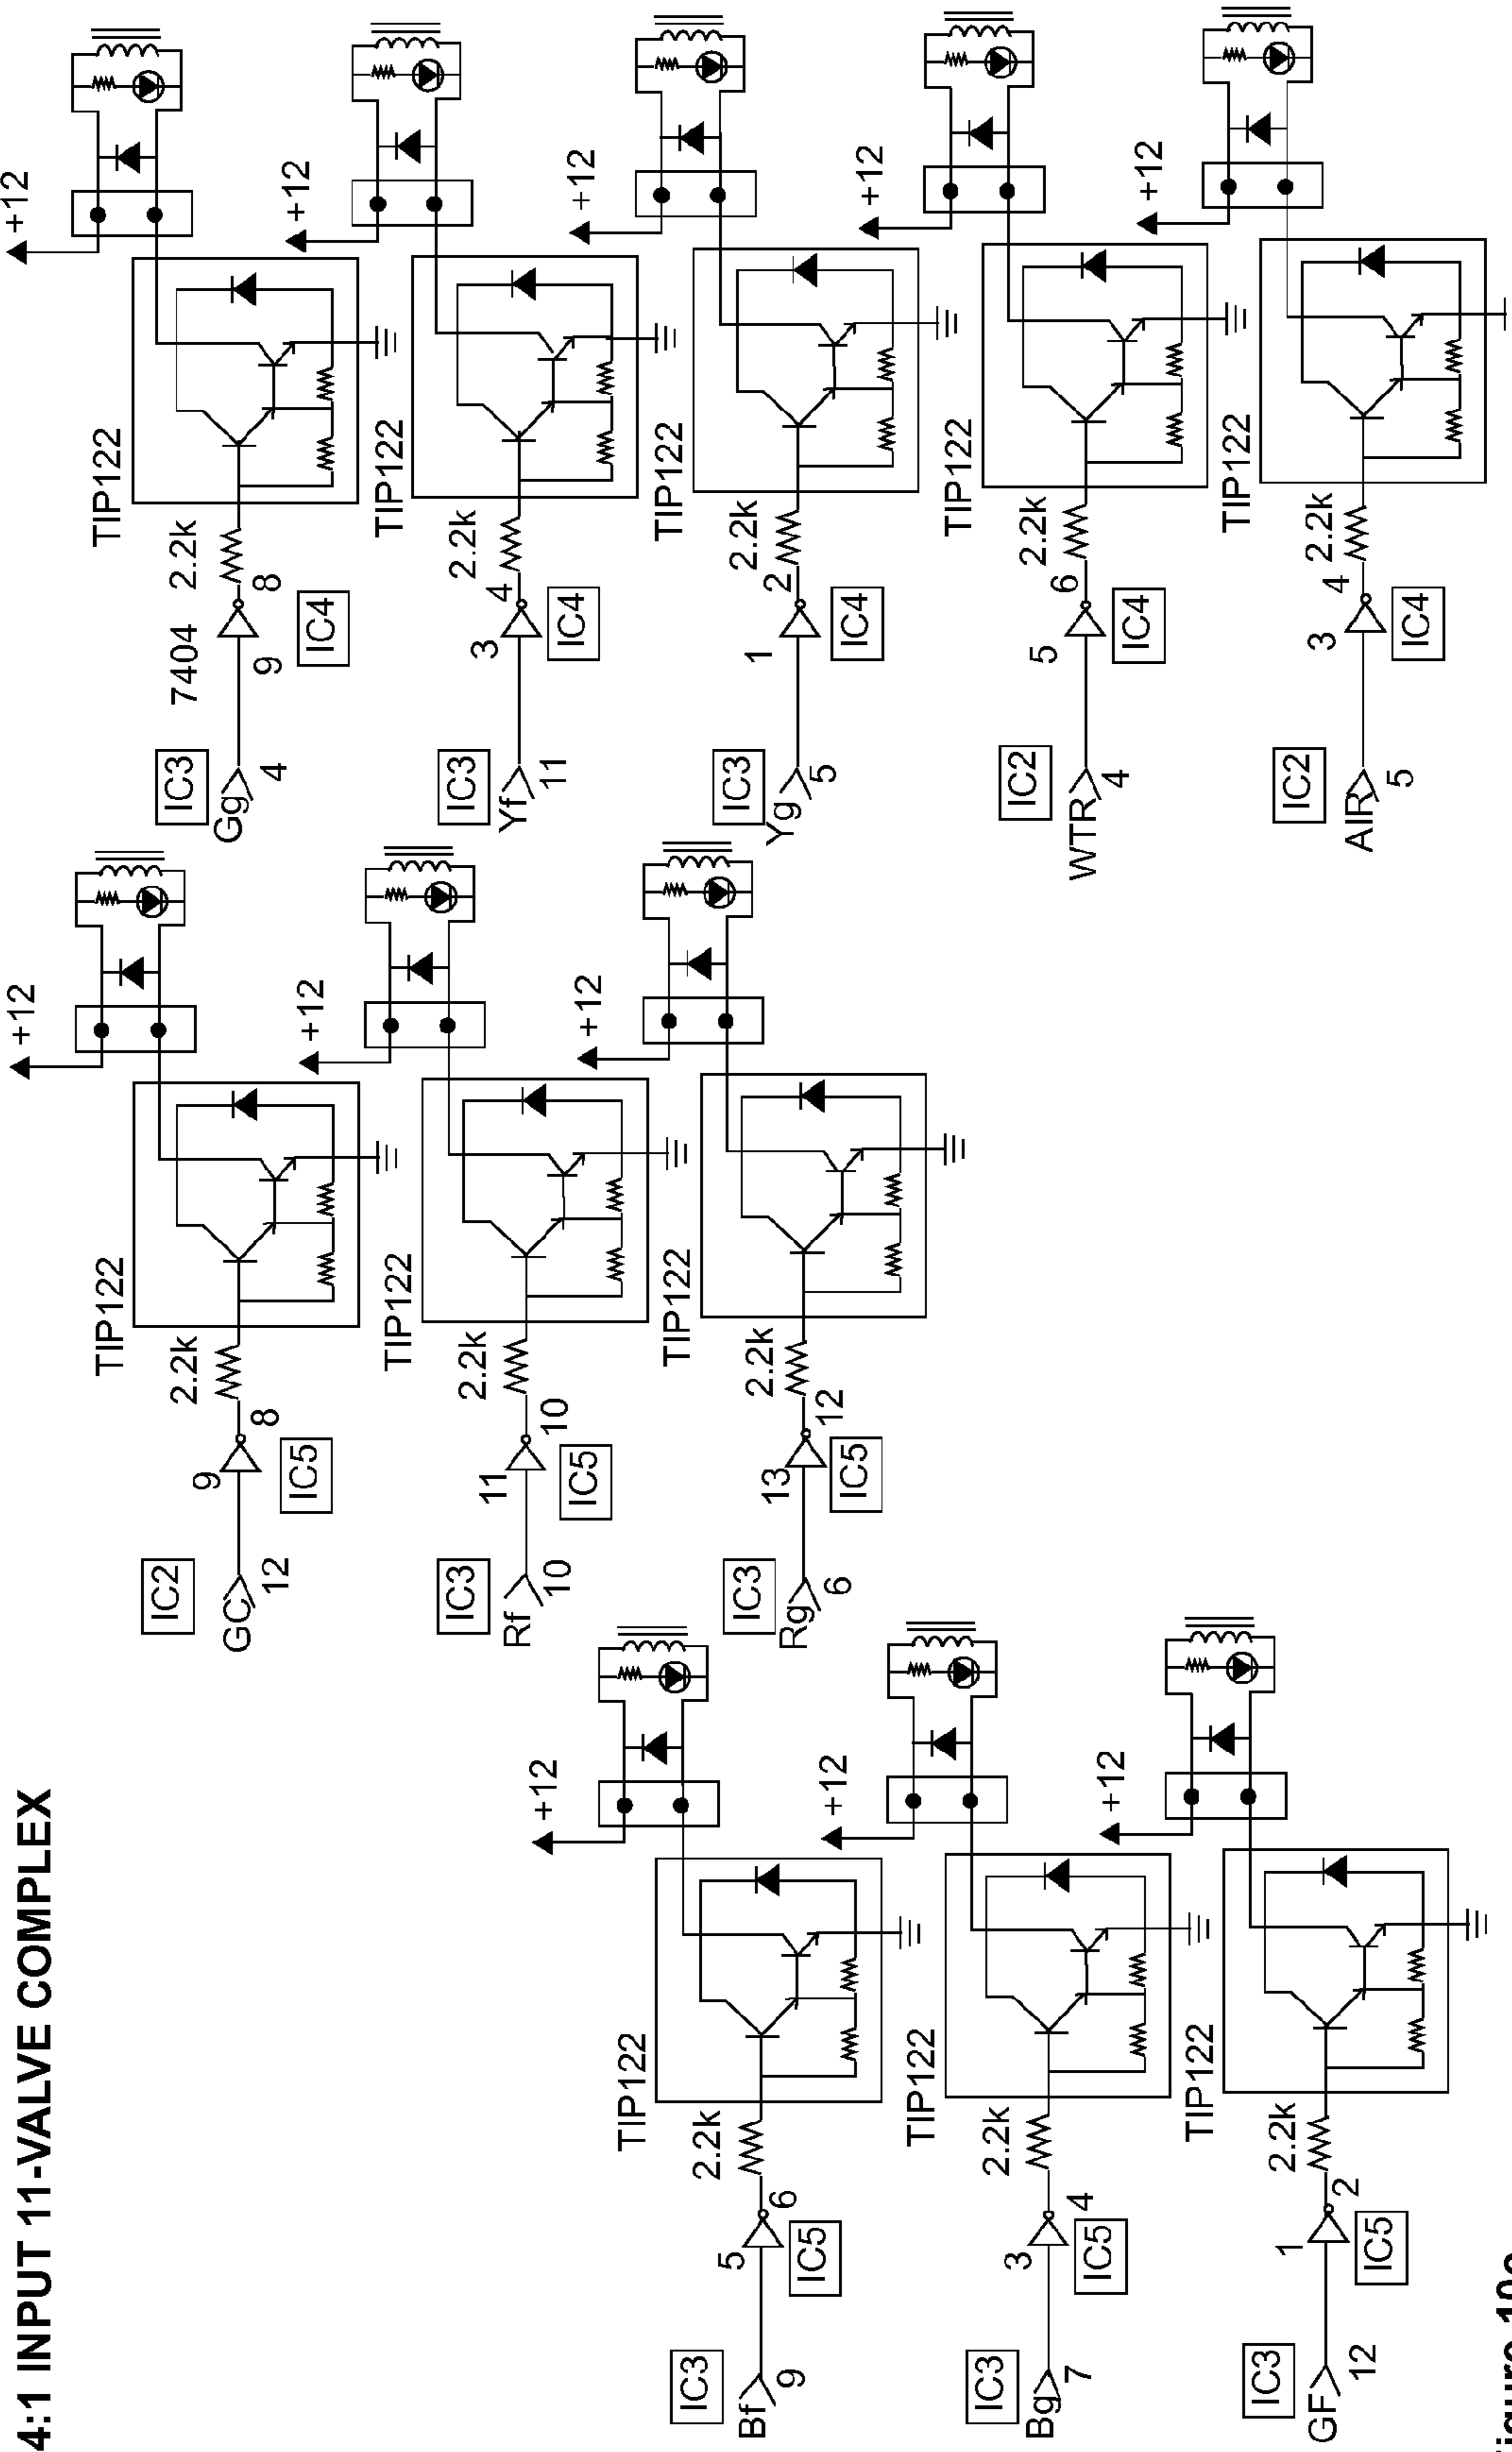 4:1 INPUT 11-VALVE COMPLEX
IC3
Bf
9
5
6
IC5
2.2k
TIP122
+12
IC3
Bg
7
3
4
IC5
2.2k
TIP122
+12
IC3
GF
12
1
2
IC5
2.2k
TIP122
+12
IC2
GC
12
9
8
IC5
2.2k
TIP122
+12
IC3
Rf
10
11
10
IC5
2.2k
TIP122
+12
IC3
Rg
6
13
12
IC5
2.2k
TIP122
+12
IC3
Gg
4
7404
9
8
IC4
2.2k
TIP122
+12
IC3
Yf
11
3
4
IC4
2.2k
TIP122
+12
IC3
Yg
5
1
2
IC4
2.2k
TIP122
+12
IC2
WTR
4
5
6
IC4
2.2k
TIP122
+12
IC2
AIR
5
3
4
IC4
2.2k
TIP122
+12